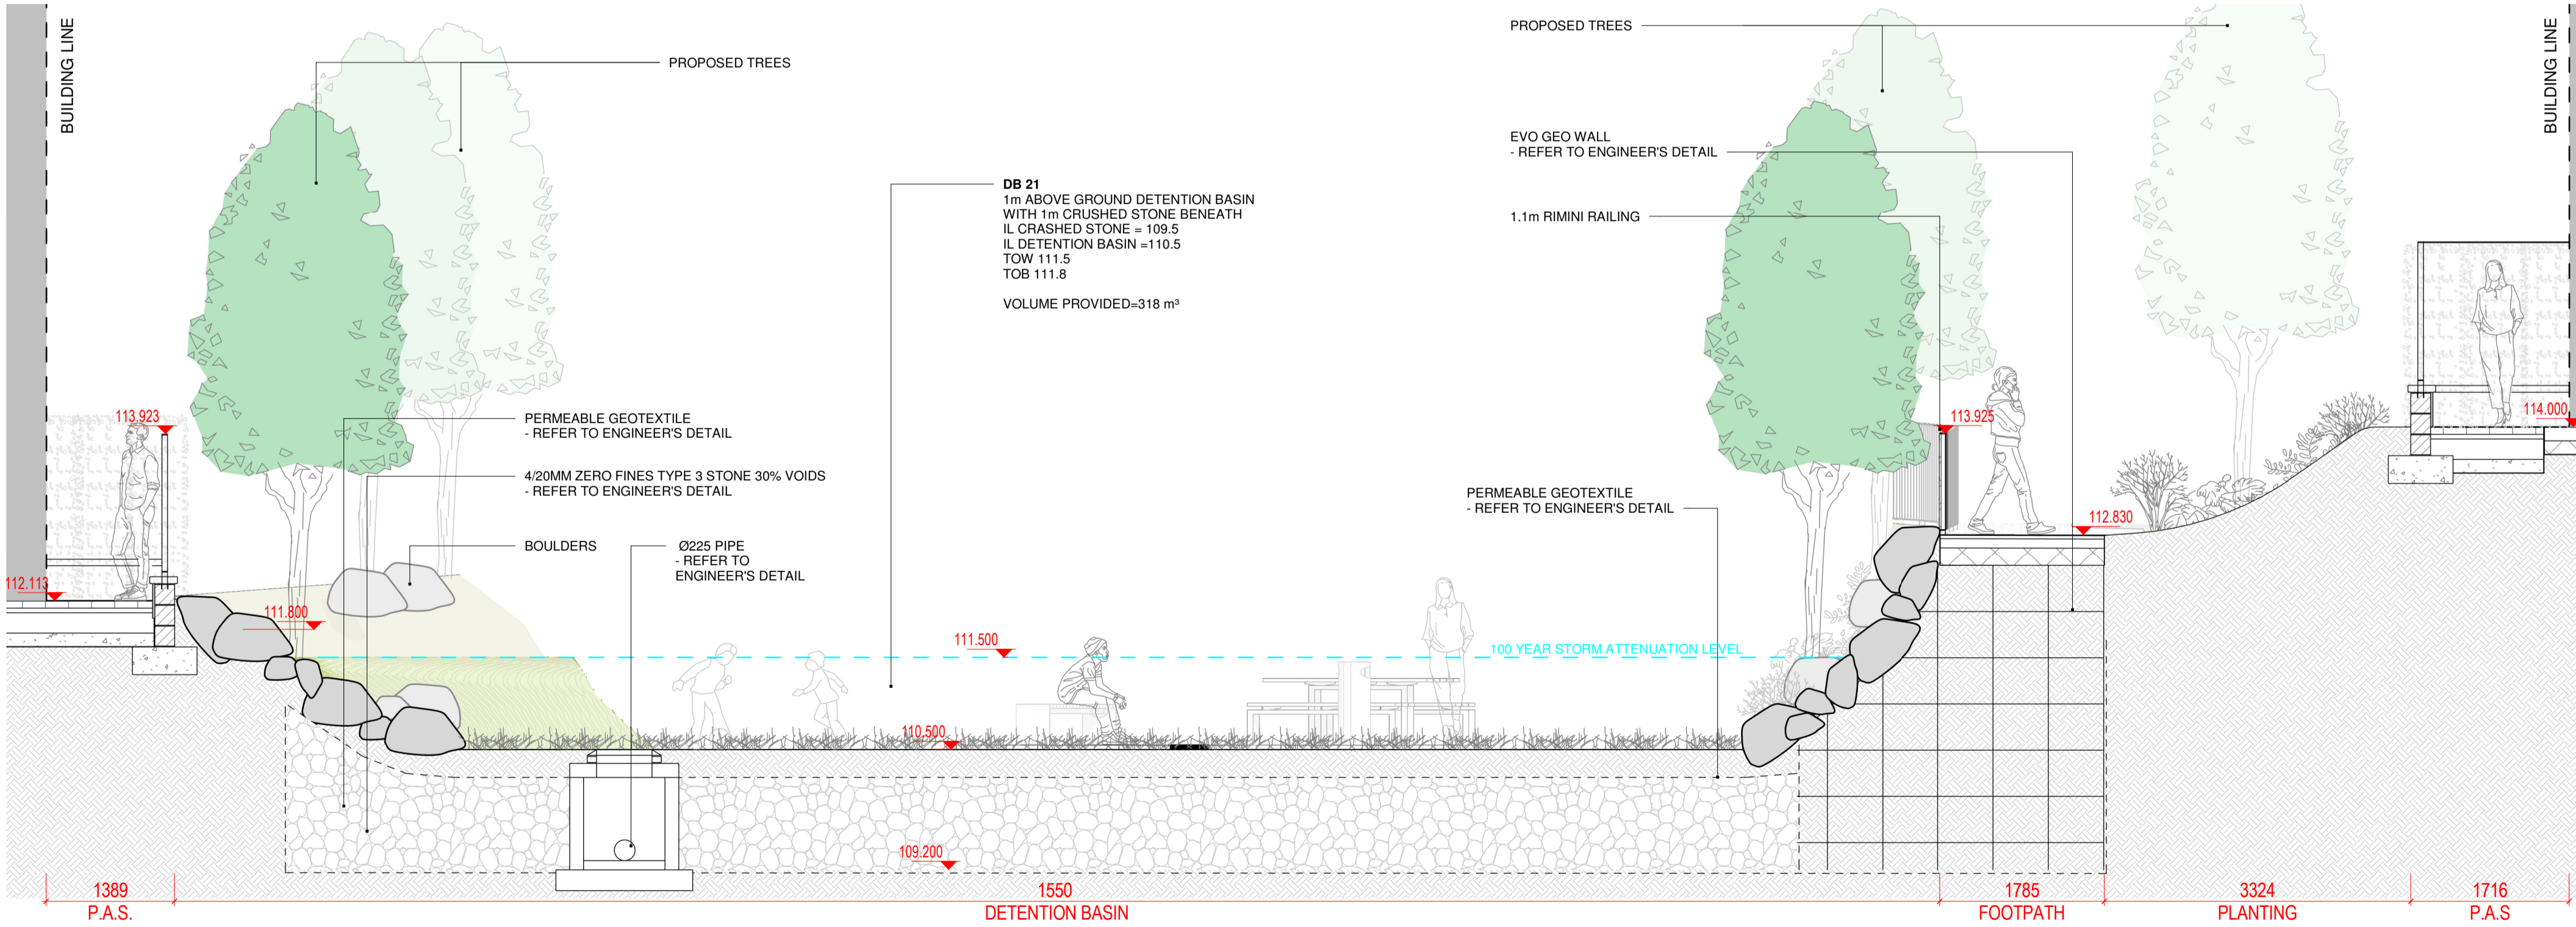 BUILDING LINE
PROPOSED TREES
PROPOSED TREES
BUILDING LINE
EVO GEO WALL
- REFER TO ENGINEER'S DETAIL
DB 21
1m ABOVE GROUND DETENTION BASIN
WITH 1m CRUSHED STONE BENEATH
IL CRASHED STONE = 109.5
IL DETENTION BASIN =110.5
TOW 111.5
TOB 111.8
VOLUME PROVIDED=318 m³
1.1m RIMINI RAILING
113.923
PERMEABLE GEOTEXTILE
- REFER TO ENGINEER'S DETAIL
113.925
114.000
4/20MM ZERO FINES TYPE 3 STONE 30% VOIDS
- REFER TO ENGINEER'S DETAIL
PERMEABLE GEOTEXTILE
- REFER TO ENGINEER'S DETAIL
112.830
BOULDERS
Ø225 PIPE
- REFER TO
ENGINEER'S DETAIL
112.113
111.800
111.500
100 YEAR STORM ATTENUATION LEVEL
110.500
109.200
1389
P.A.S.
1550
DETENTION BASIN
1785
FOOTPATH
3324
PLANTING
1716
P.A.S